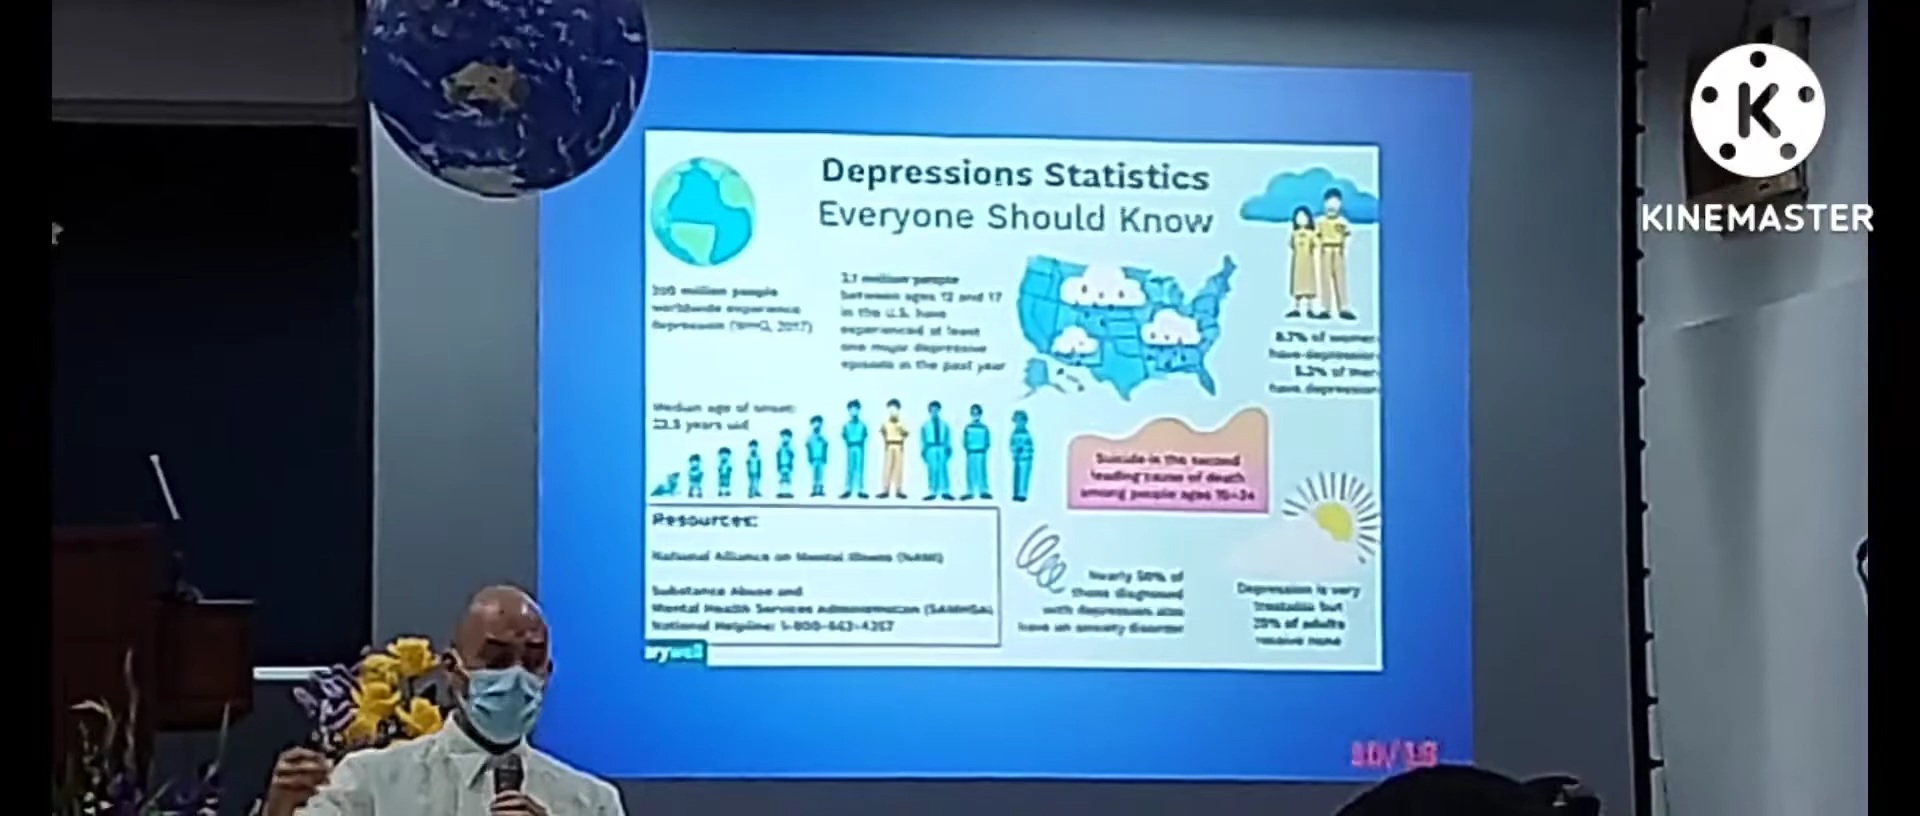 KINEMASTER
Depressions Statistics
Everyone Should Know
million people
worldwide experience
depression (WHO, 2017)
million people
between ages 12 and 17
in the U.S. have
experienced at least
one major depressive
episode in the past year
of women
have depression
of men
have depression
Median age of onset:
years old
Suicide is the second
leading cause of death
among people ages
Resources:
National Alliance on Mental Illness (NAMI)
Substance Abuse and
Mental Health Services Administration (SAMHSA)
National Helpline:
Nearly 50% of
those diagnosed
with depression also
have an anxiety disorder
Depression is very
treatable but
of adults
receive none